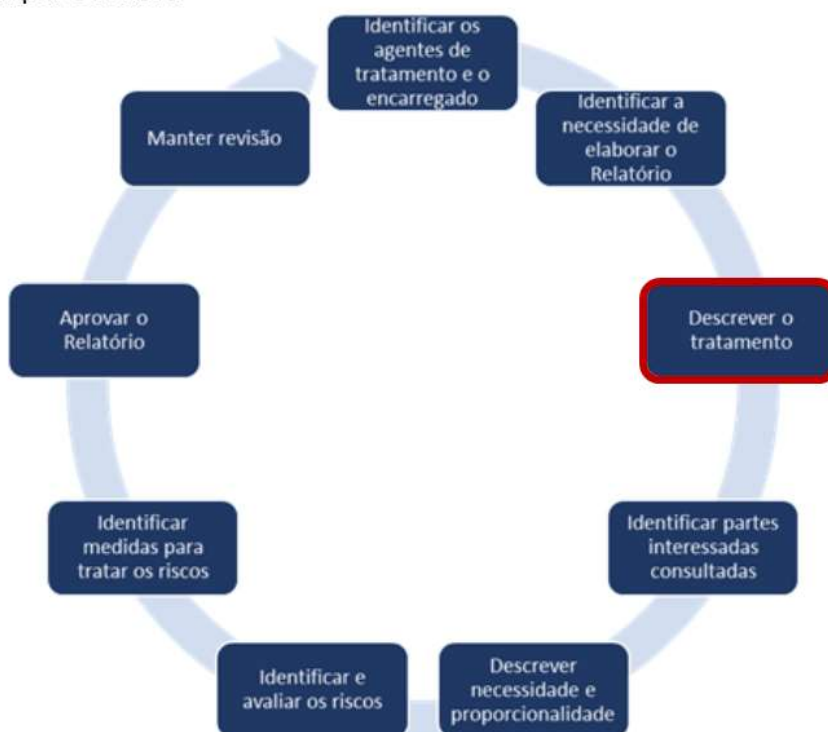 Identificar os
agentes de
tratamento e o
encarregado
Identificar a
necessidade de
elaborar o
Relatório
Descrever o
tratamento
Identificar partes
interessadas
consultadas
Descrever
necessidade e
proporcionalidade
Identificar e
avaliar os riscos
Identificar
medidas para
tratar os riscos
Aprovar o
Relatório
Manter revisão